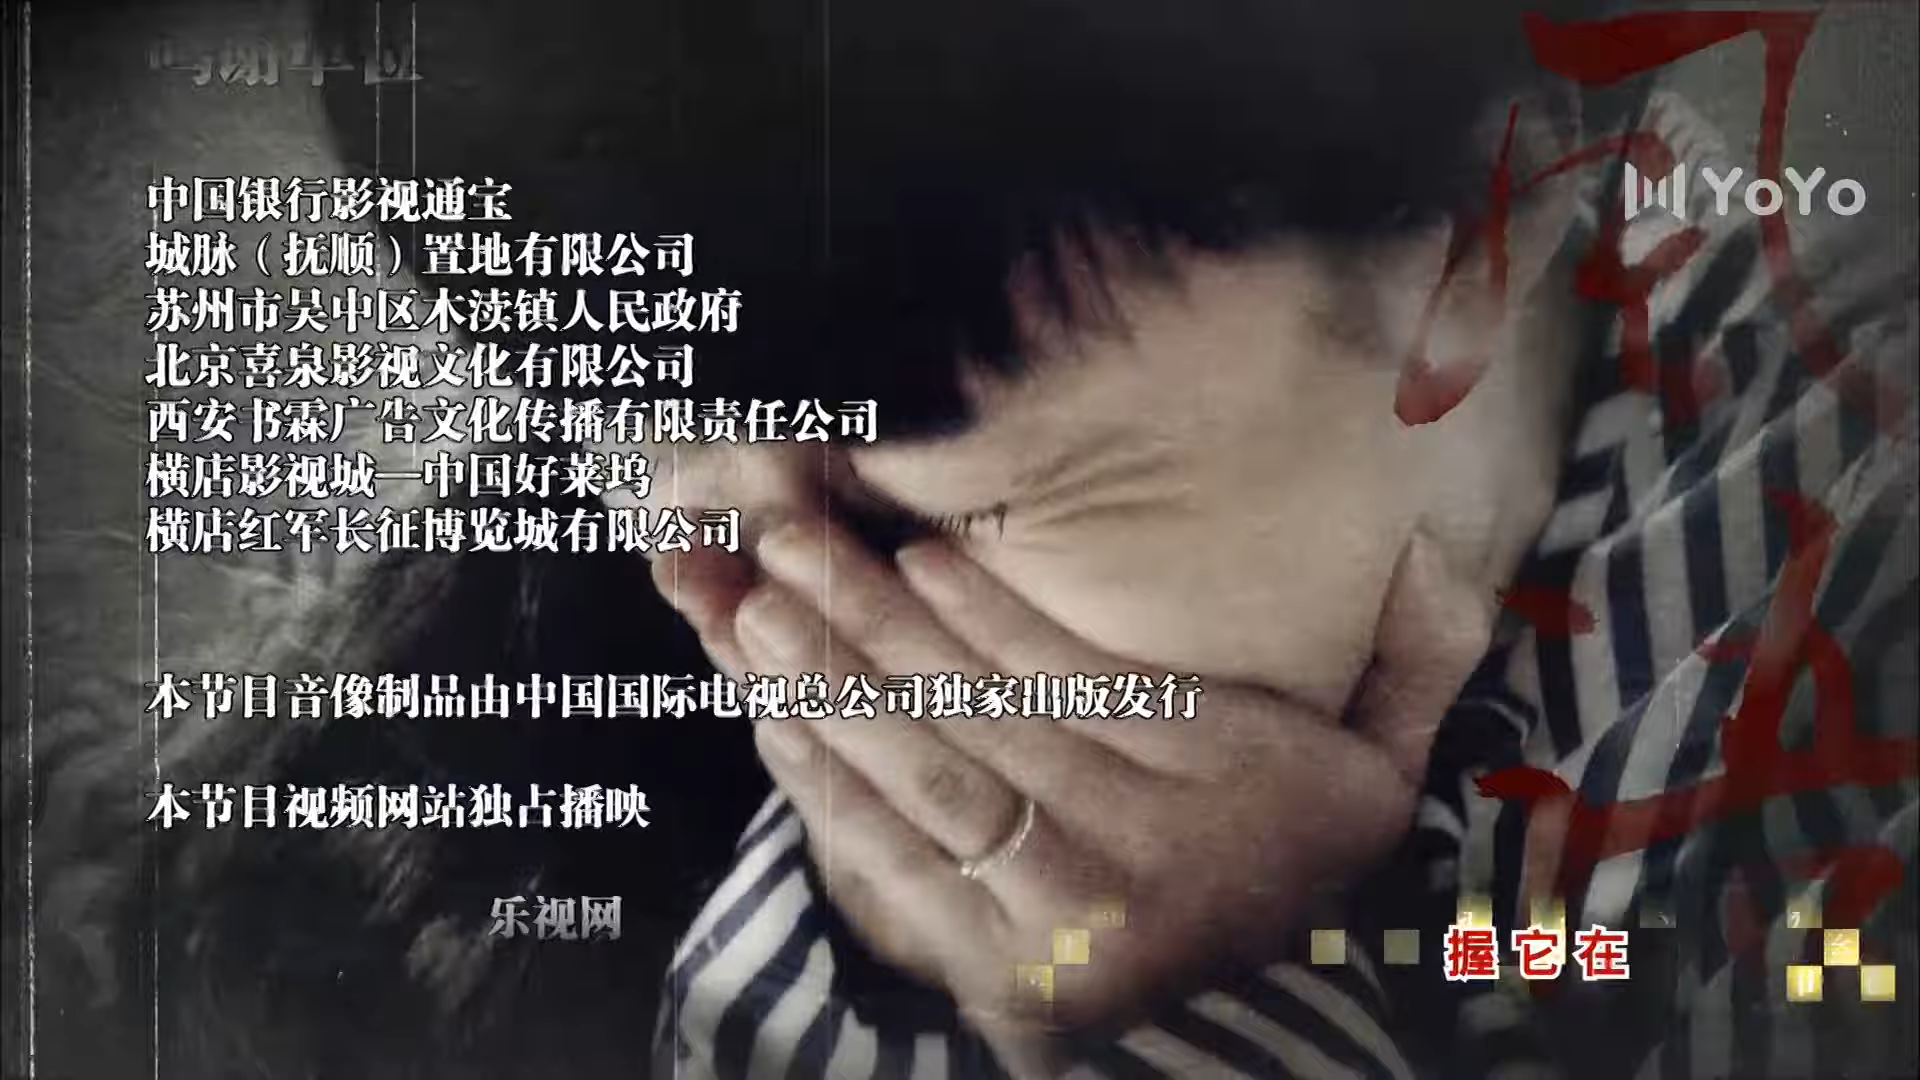 鸣谢单位
YoYo
中国银行影视通宝
城脉（抚顺）置地有限公司
苏州市吴中区木渎镇人民政府
北京喜泉影视文化有限公司
西安书霖广告文化传播有限责任公司
横店影视城—中国好莱坞
横店红军长征博览城有限公司
本节目音像制品由中国国际电视总公司独家出版发行
本节目视频网站独占播映
乐视网
握它在